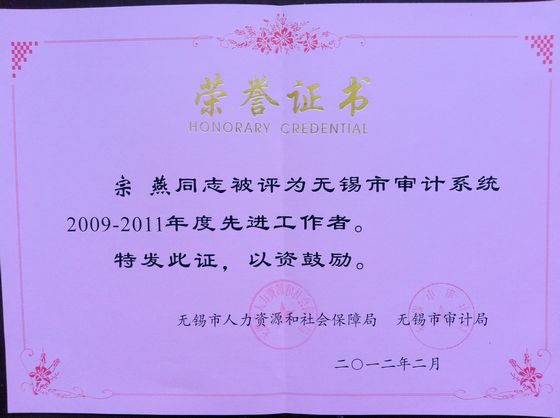 荣誉证书
HONORARY CREDENTIAL
宗 燕同志被评为无锡市审计系统
2009-2011年度先进工作者。
特发此证，以资鼓励。
无锡市人力资源和社会保障局 无锡市审计局
二〇一二年二月